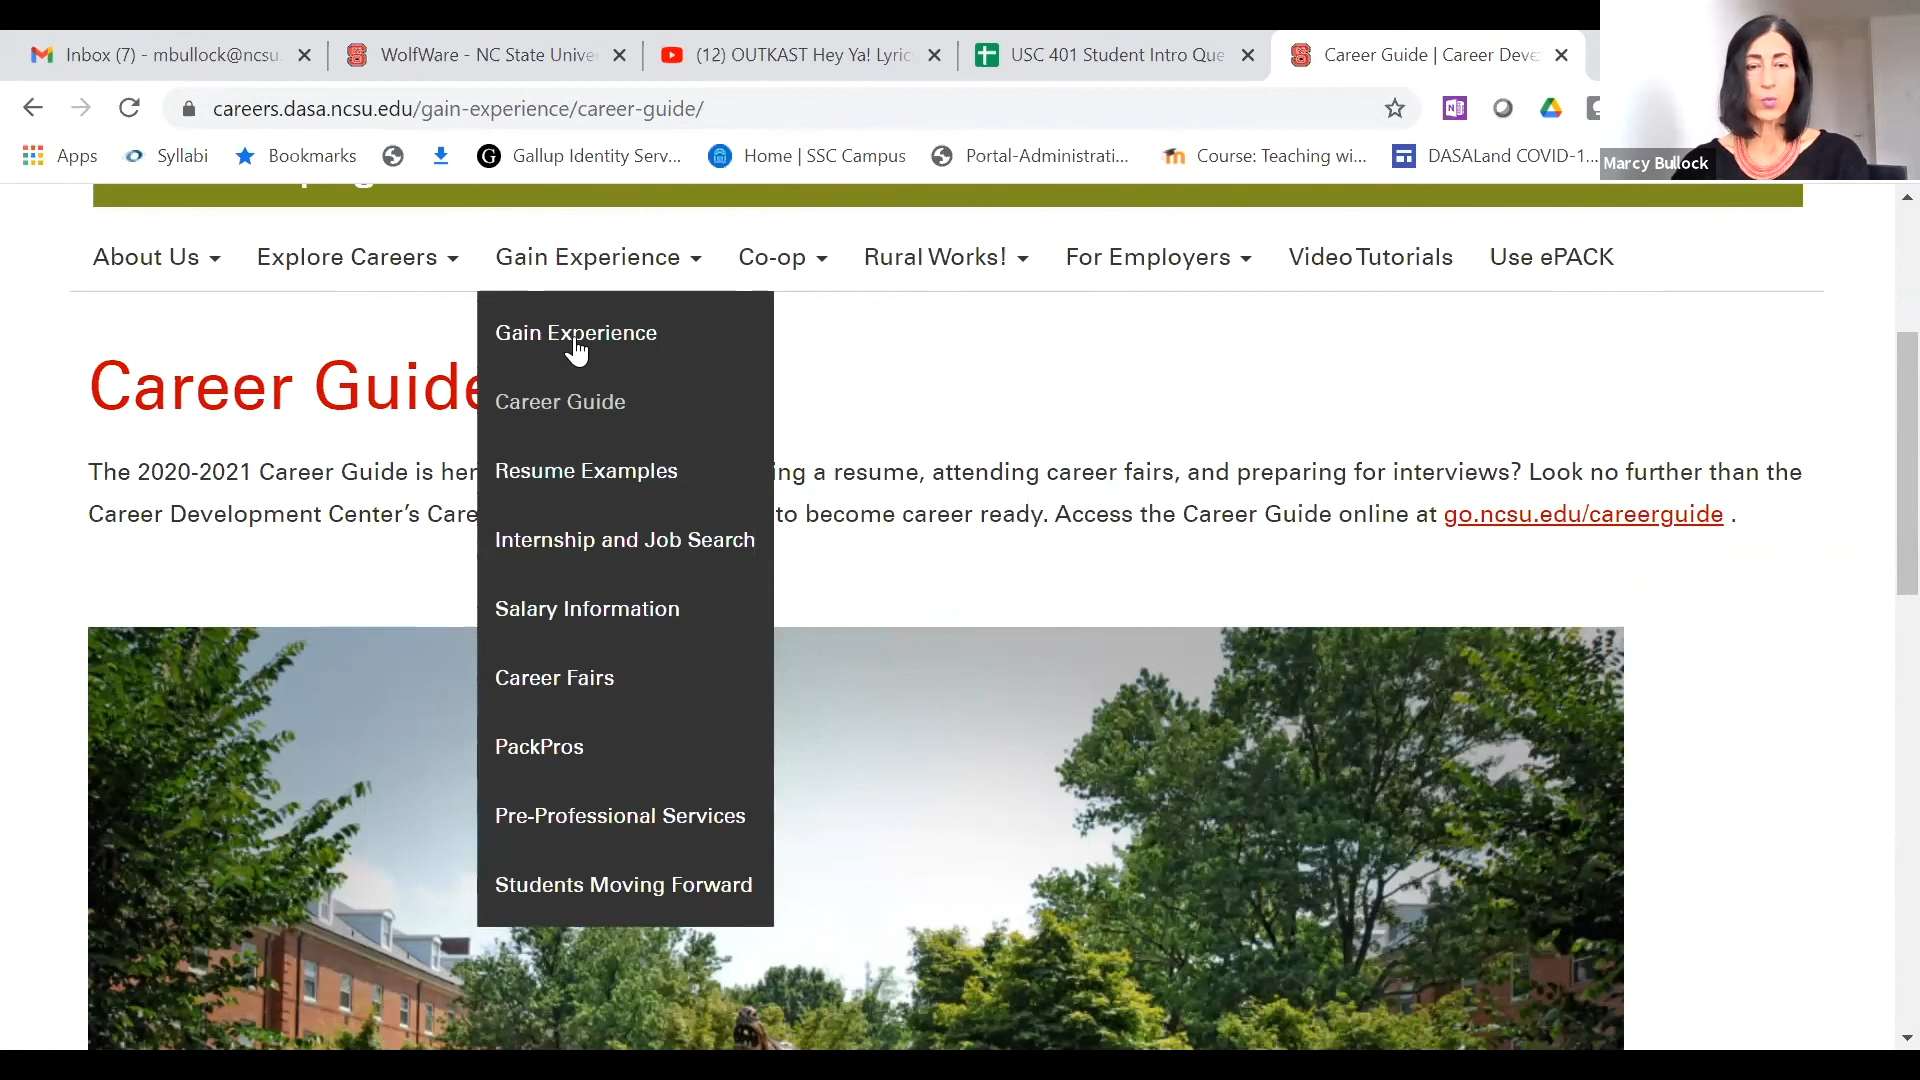 Inbox (7) - mbullock@ncsu.
WolfWare - NC State Unive
(12) OUTKAST Hey Ya! Lyric
USC 401 Student Intro Que
Career Guide | Career Deve
careers.dasa.ncsu.edu/gain-experience/career-guide/
Apps
Syllabi
Bookmarks
Gallup Identity Serv...
Home | SSC Campus
Portal-Administrati...
Course: Teaching wi...
DASALand COVID-1...
Marcy Bullock
About Us
Explore Careers
Gain Experience
Co-op
Rural Works!
For Employers
Video Tutorials
Use ePACK
Gain Experience
Career Guide
Resume Examples
Internship and Job Search
Salary Information
Career Fairs
PackPros
Pre-Professional Services
Students Moving Forward
Career Guide
The 2020-2021 Career Guide is her ing a resume, attending career fairs, and preparing for interviews? Look no further than the
Career Development Center's Care to become career ready. Access the Career Guide online at go.ncsu.edu/careerguide .